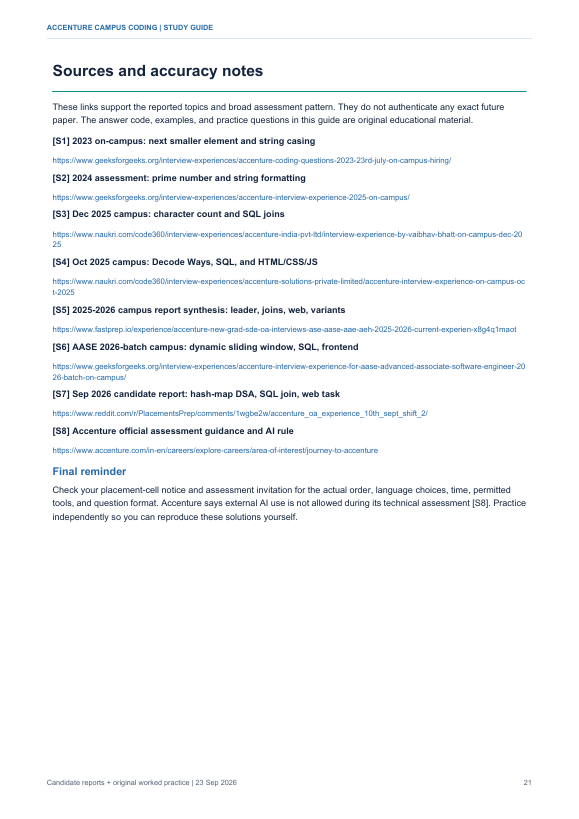 ACCENTURE CAMPUS CODING | STUDY GUIDE
Sources and accuracy notes
These links support the reported topics and broad assessment pattern. They do not authenticate any exact future
paper. The answer code, examples, and practice questions in this guide are original educational material.
[S1] 2023 on-campus: next smaller element and string casing
https://www.geeksforgeeks.org/interview-experiences/accenture-coding-questions-2023-23rd-july-on-campus-hiring/
[S2] 2024 assessment: prime number and string formatting
https://www.geeksforgeeks.org/interview-experiences/accenture-interview-experience-2025-on-campus/
[S3] Dec 2025 campus: character count and SQL joins
https://www.naukri.com/code360/interview-experiences/accenture-india-pvt-ltd/interview-experience-by-vaibhav-bhatt-on-campus-dec-20
25
[S4] Oct 2025 campus: Decode Ways, SQL, and HTML/CSS/JS
https://www.naukri.com/code360/interview-experiences/accenture-solutions-private-limited/accenture-interview-experience-on-campus-oc
t-2025
[S5] 2025-2026 campus report synthesis: leader, joins, web, variants
https://www.fastprep.io/experience/accenture-new-grad-sde-oa-interviews-ase-aase-aae-aeh-2025-2026-current-experien-x8g4q1maot
[S6] AASE 2026-batch campus: dynamic sliding window, SQL, frontend
https://www.geeksforgeeks.org/interview-experiences/accenture-interview-experience-for-aase-advanced-associate-software-engineer-20
26-batch-on-campus/
[S7] Sep 2026 candidate report: hash-map DSA, SQL join, web task
https://www.reddit.com/r/PlacementsPrep/comments/1wgbe2w/accenture_oa_experience_10th_sept_shift_2/
[S8] Accenture official assessment guidance and AI rule
https://www.accenture.com/in-en/careers/explore-careers/area-of-interest/journey-to-accenture
Final reminder
Check your placement-cell notice and assessment invitation for the actual order, language choices, time, permitted
tools, and question format. Accenture says external AI use is not allowed during its technical assessment [S8]. Practice
independently so you can reproduce these solutions yourself.
Candidate reports + original worked practice | 23 Sep 2026
21